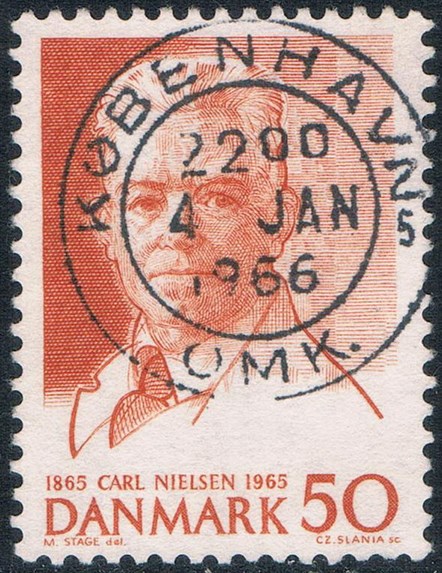 KØBENHAVN
2200
4 JAN
1966
5
OMK.
1865 CARL NIELSEN 1965
DANMARK 50
M. STAGE del. CZ. SLANIA sc.